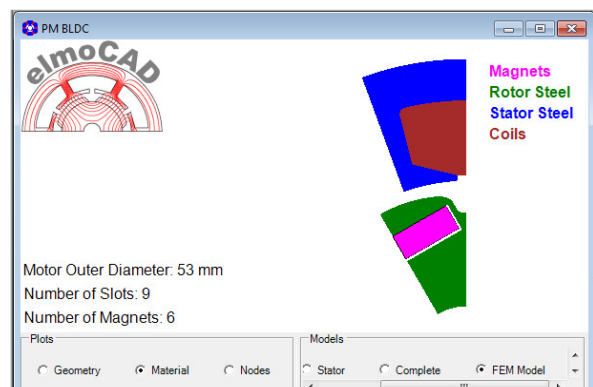 PM BLDC
elmoCAD
Magnets
Rotor Steel
Stator Steel
Coils
Motor Outer Diameter: 53 mm
Number of Slots: 9
Number of Magnets: 6
Plots
Geometry
Material
Nodes
Models
Stator
Complete
FEM Model